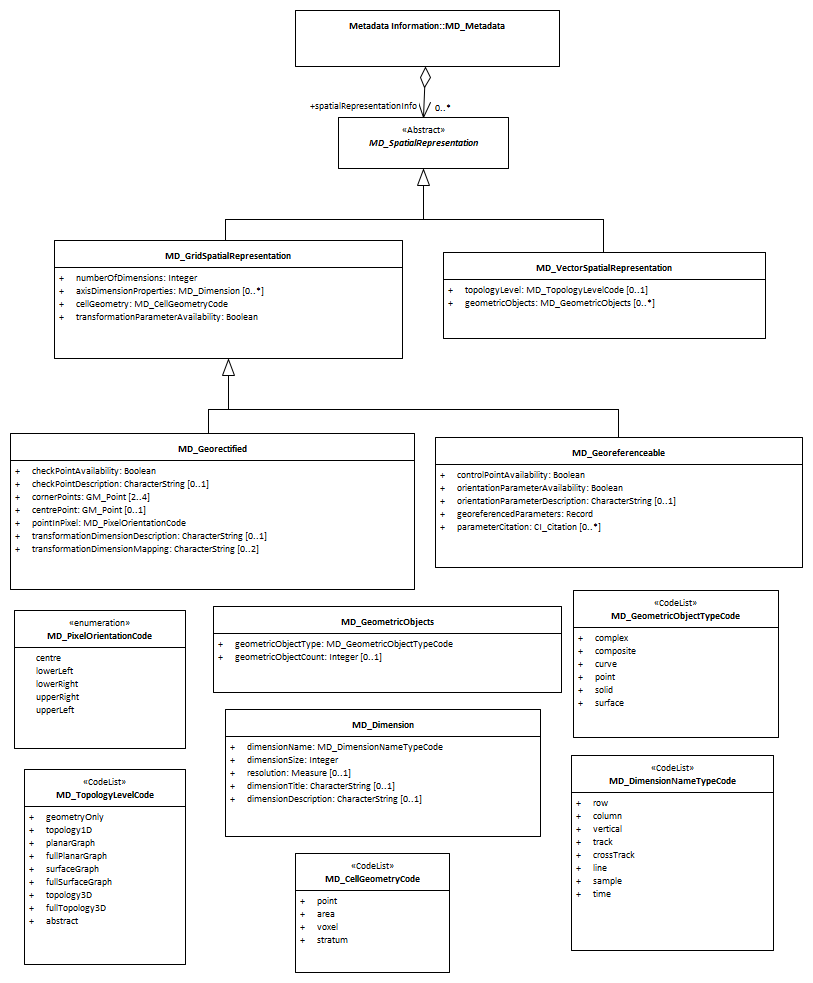 Metadata Information::MD_Metadata
+spatialRepresentationInfo 0..*
«Abstract»
MD_SpatialRepresentation
MD_GridSpatialRepresentation
+ numberOfDimensions: Integer
+ axisDimensionProperties: MD_Dimension [0..*]
+ cellGeometry: MD_CellGeometryCode
+ transformationParameterAvailability: Boolean
MD_VectorSpatialRepresentation
+ topologyLevel: MD_TopologyLevelCode [0..1]
+ geometricObjects: MD_GeometricObjects [0..*]
MD_Georectified
+ checkPointAvailability: Boolean
+ checkPointDescription: CharacterString [0..1]
+ cornerPoints: GM_Point [2..4]
+ centrePoint: GM_Point [0..1]
+ pointInPixel: MD_PixelOrientationCode
+ transformationDimensionDescription: CharacterString [0..1]
+ transformationDimensionMapping: CharacterString [0..2]
MD_Georeferenceable
+ controlPointAvailability: Boolean
+ orientationParameterAvailability: Boolean
+ orientationParameterDescription: CharacterString [0..1]
+ georeferencedParameters: Record
+ parameterCitation: CI_Citation [0..*]
«enumeration»
MD_PixelOrientationCode
centre
lowerLeft
lowerRight
upperRight
upperLeft
MD_GeometricObjects
+ geometricObjectType: MD_GeometricObjectTypeCode
+ geometricObjectCount: Integer [0..1]
«CodeList»
MD_GeometricObjectTypeCode
+ complex
+ composite
+ curve
+ point
+ solid
+ surface
MD_Dimension
+ dimensionName: MD_DimensionNameTypeCode
+ dimensionSize: Integer
+ resolution: Measure [0..1]
+ dimensionTitle: CharacterString [0..1]
+ dimensionDescription: CharacterString [0..1]
«CodeList»
MD_TopologyLevelCode
+ geometryOnly
+ topology1D
+ planarGraph
+ fullPlanarGraph
+ surfaceGraph
+ fullSurfaceGraph
+ topology3D
+ fullTopology3D
+ abstract
«CodeList»
MD_DimensionNameTypeCode
+ row
+ column
+ vertical
+ track
+ crossTrack
+ line
+ sample
+ time
«CodeList»
MD_CellGeometryCode
+ point
+ area
+ voxel
+ stratum